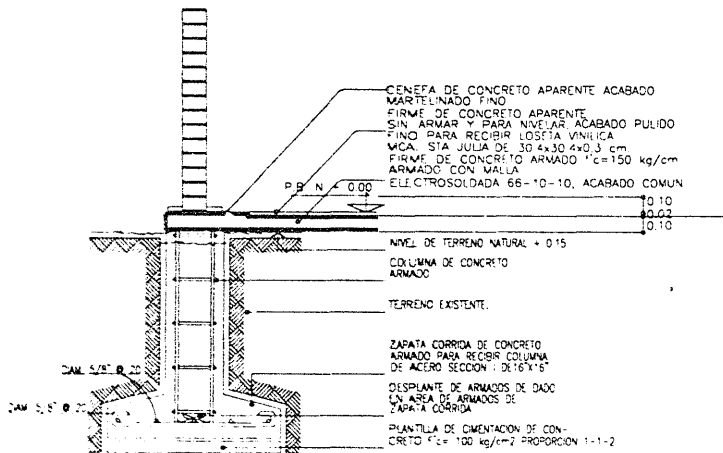 CENEFA DE CONCRETO APARENTE ACABADO
MARTELINADO FINO
FIRME DE CONCRETO APARENTE
SIN ARMAR Y PARA NIVELAR, ACABADO PULIDO
FINO PARA RECIBIR LOSETA VINILICA
MCA. STA JULIA DE 30.4x30.4x0.3 cm.
FIRME DE CONCRETO ARMADO f'c=150 kg/cm
ARMADO CON MALLA
P.B. N + 0.00
ELECTROSOLDADA 66-10-10, ACABADO COMUN
0.10
0.02
0.10
NIVEL DE TERRENO NATURAL + 0.15
COLUMNA DE CONCRETO
ARMADO
TERRENO EXISTENTE.
ZAPATA CORRIDA DE CONCRETO
ARMADO PARA RECIBIR COLUMNA
DE ACERO SECCION : DE16"X16"
DIAM. 5/8" @ 20
DESPLANTE DE ARMADOS DE DADO
EN AREA DE ARMADOS DE
ZAPATA CORRIDA
DIAM. 5/8" @ 20
PLANTILLA DE CIMENTACION DE CON-
CRETO f'c= 100 kg/cm2 PROPORCION 1-1-2